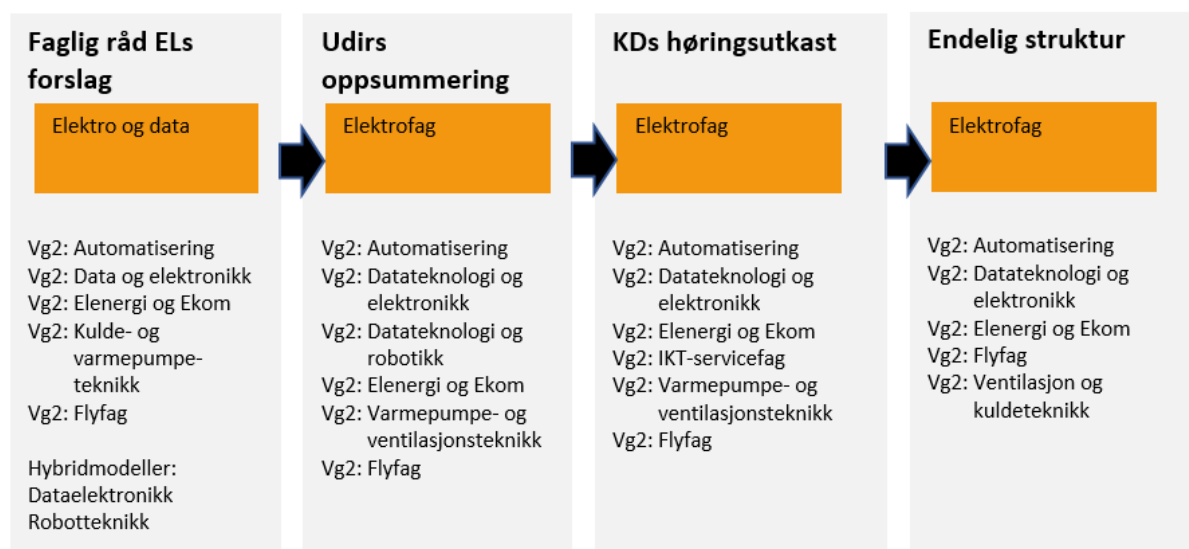 Faglig råd ELs
forslag
Elektro og data
Vg2: Automatisering
Vg2: Data og elektronikk
Vg2: Elenergi og Ekom
Vg2: Kulde- og
varmepumpe-
teknikk
Vg2: Flyfag
Hybridmodeller:
Dataelektronikk
Robotteknikk
Udirs
oppsummering
Elektrofag
Vg2: Automatisering
Vg2: Datateknologi og
elektronikk
Vg2: Datateknologi og
robotikk
Vg2: Elenergi og Ekom
Vg2: Varmepumpe- og
ventilasjonsteknikk
Vg2: Flyfag
KDs høringsutkast
Elektrofag
Vg2: Automatisering
Vg2: Datateknologi og
elektronikk
Vg2: Elenergi og Ekom
Vg2: IKT-servicefag
Vg2: Varmepumpe- og
ventilasjonsteknikk
Vg2: Flyfag
Endelig struktur
Elektrofag
Vg2: Automatisering
Vg2: Datateknologi og
elektronikk
Vg2: Elenergi og Ekom
Vg2: Flyfag
Vg2: Ventilasjon og
kuldeteknikk